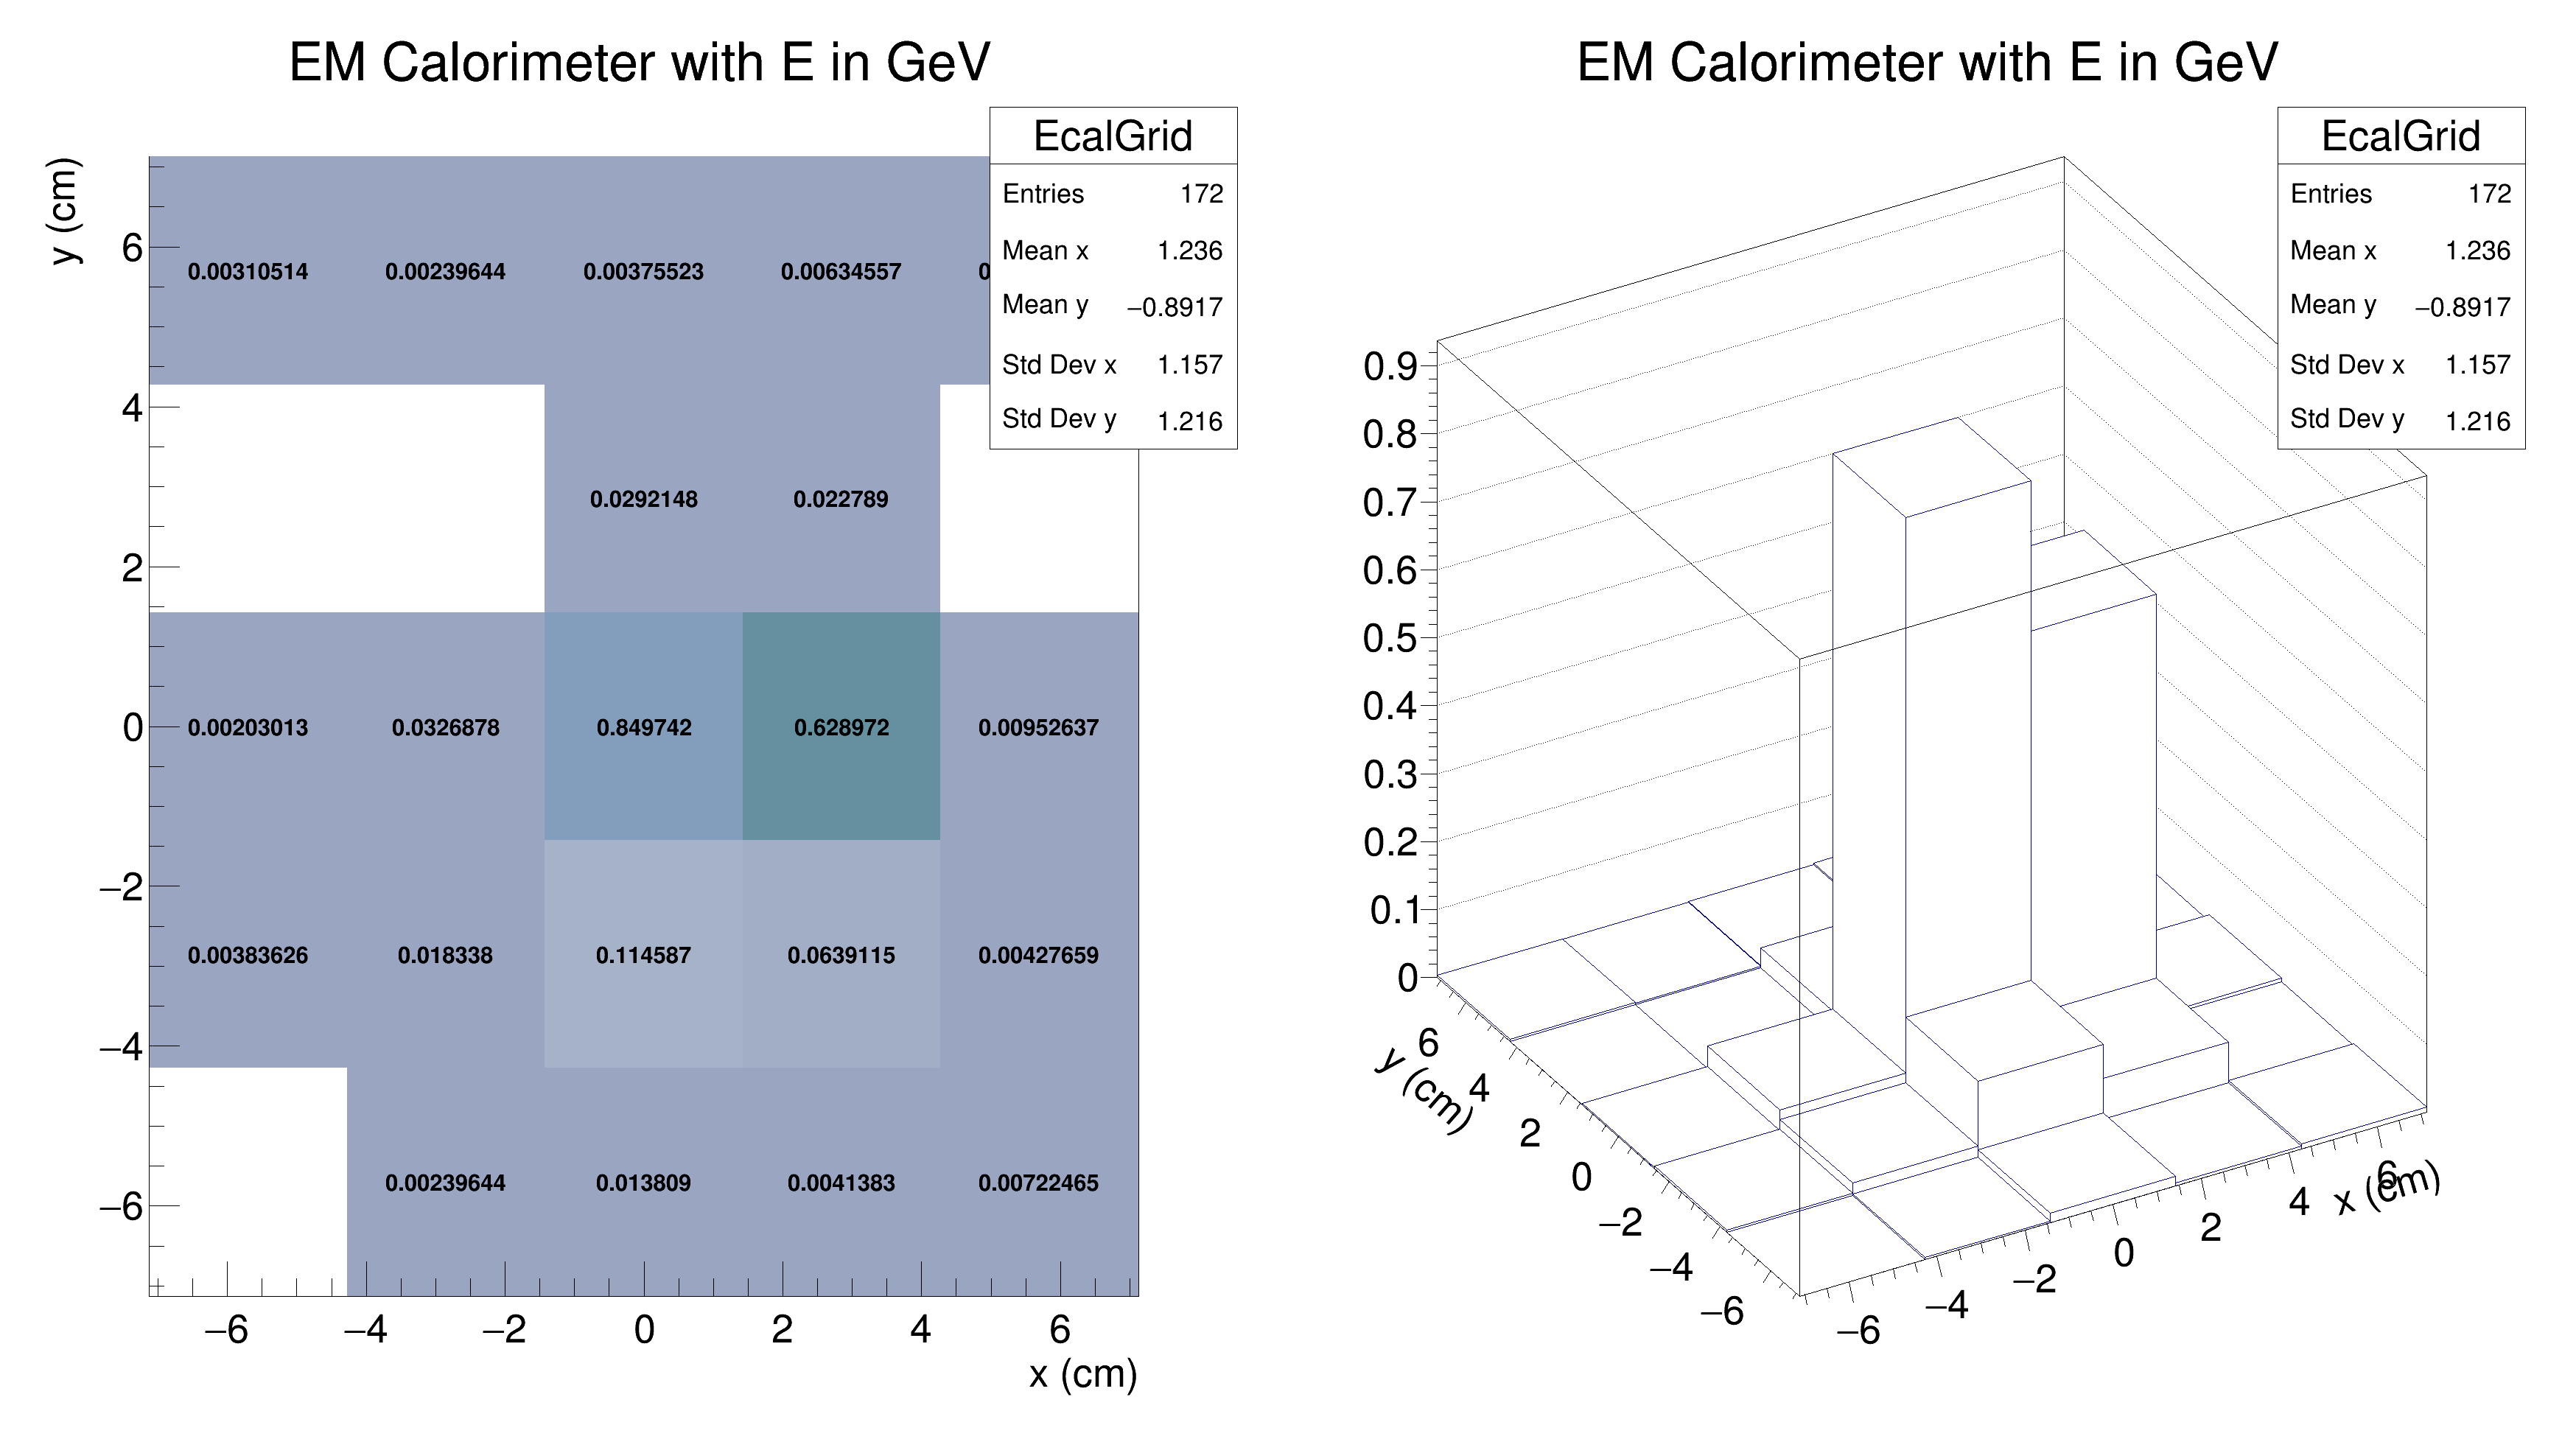 EM Calorimeter with E in GeV
EcalGrid
Entries 172
Mean x 1.236
Mean y −0.8917
Std Dev x 1.157
Std Dev y 1.216
y (cm)
6
4
2
0
−2
−4
−6
0.00310514 0.00239644 0.00375523 0.00634557
0.0292148 0.022789
0.00203013 0.0326878 0.849742 0.628972 0.00952637
0.00383626 0.018338 0.114587 0.0639115 0.00427659
0.00239644 0.013809 0.0041383 0.00722465
−6 −4 −2 0 2 4 6
x (cm)
EM Calorimeter with E in GeV
EcalGrid
Entries 172
Mean x 1.236
Mean y −0.8917
Std Dev x 1.157
Std Dev y 1.216
0.9
0.8
0.7
0.6
0.5
0.4
0.3
0.2
0.1
0
6
4
2
0
−2
−4
−6
y (cm)
−6
−4
−2
0
2
4
6
x (cm)